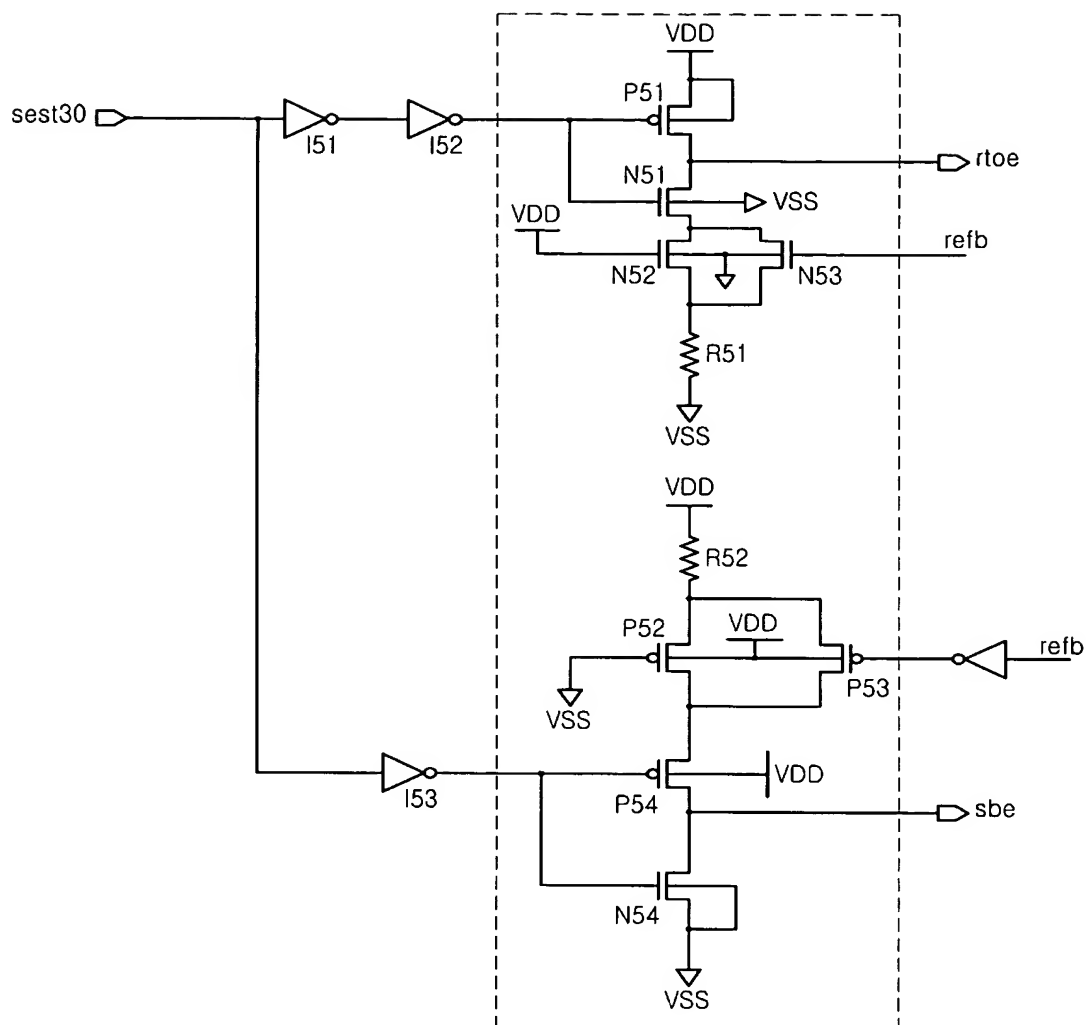 VDD
P51
sest30
I51
I52
rtoe
N51
VSS
VDD
refb
N52
N53
R51
VSS
VDD
R52
P52
VDD
refb
P53
VSS
I53
P54
VDD
sbe
N54
VSS